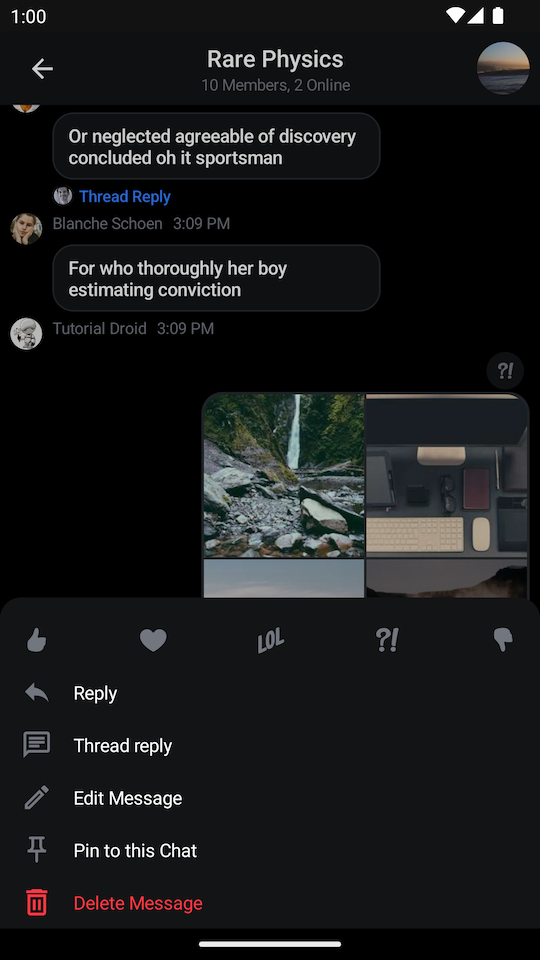 1:00
Rare Physics
10 Members, 2 Online
Or neglected agreeable of discovery
concluded oh it sportsman
Thread Reply
Blanche Schoen 3:09 PM
For who thoroughly her boy
estimating conviction
Tutorial Droid 3:09 PM
?!
LOL ?!
Reply
Thread reply
Edit Message
Pin to this Chat
Delete Message